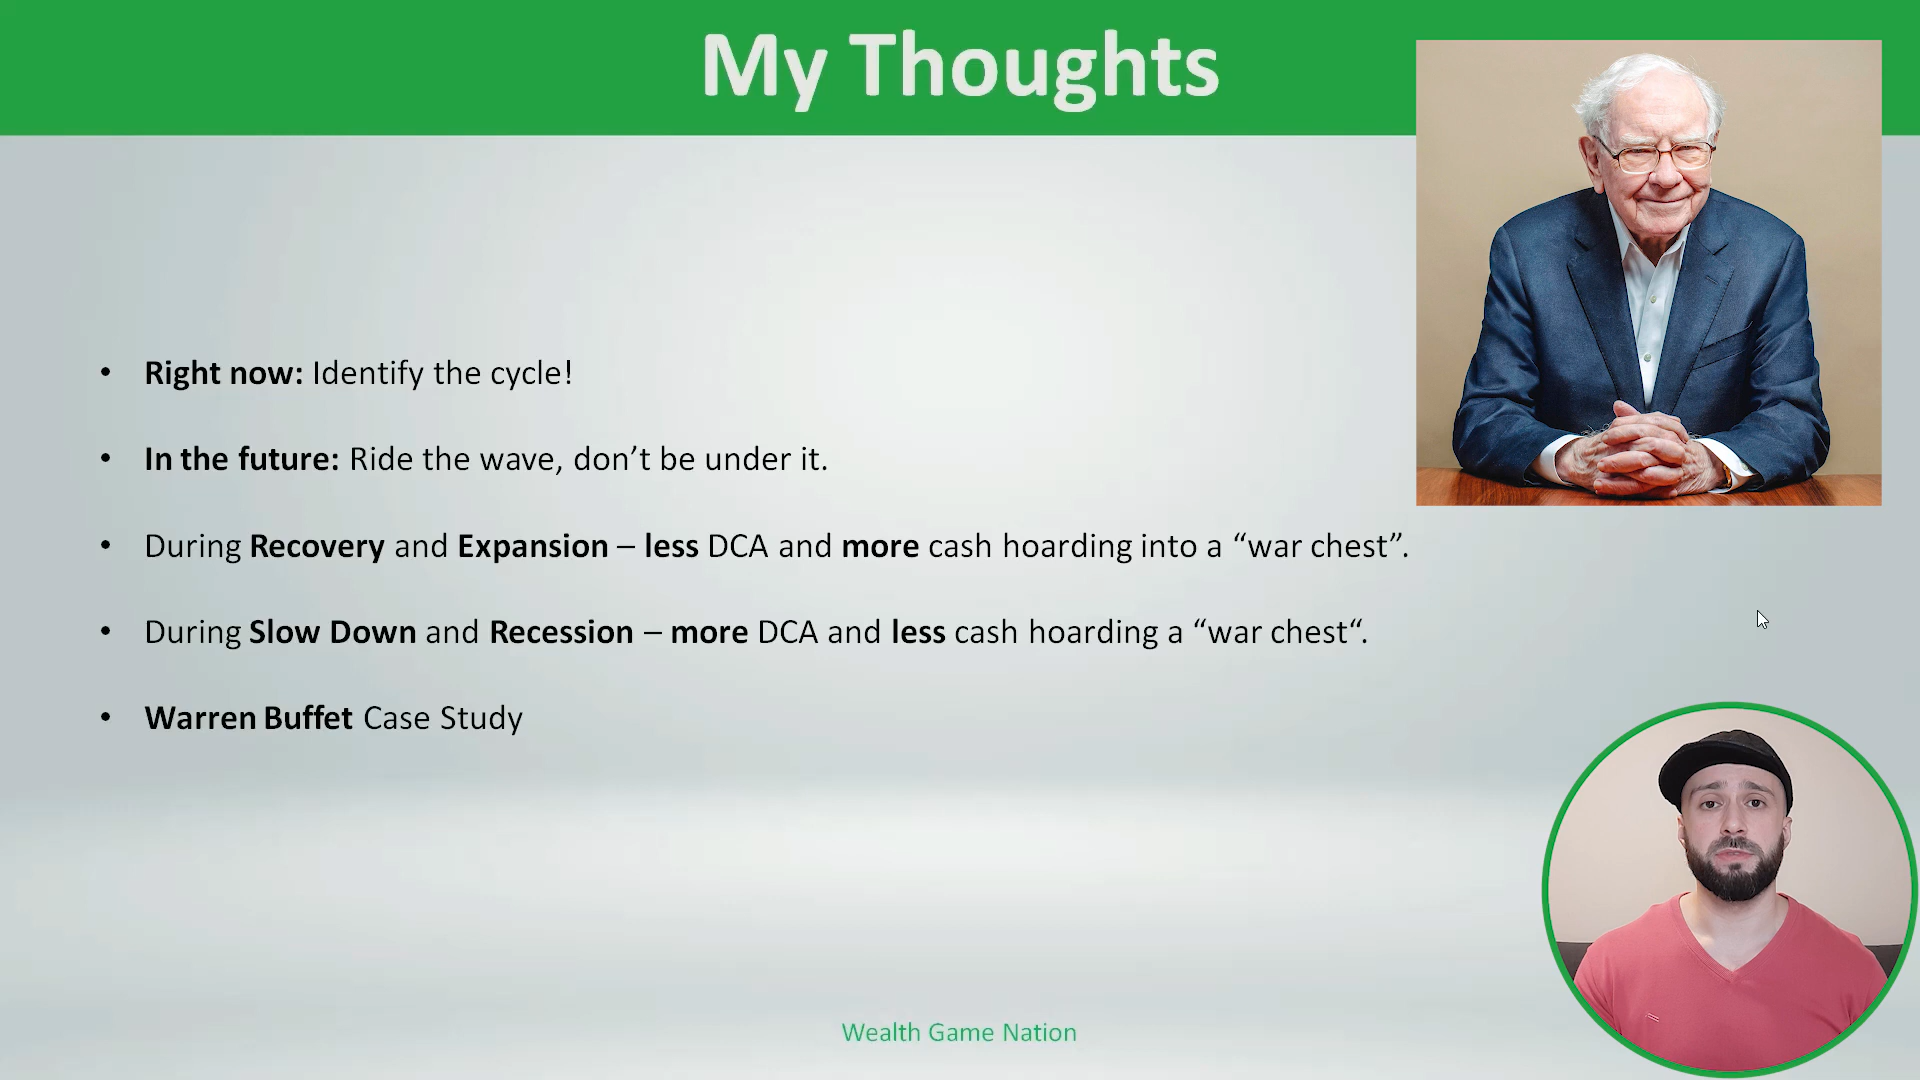 My Thoughts
• Right now: Identify the cycle!
• In the future: Ride the wave, don’t be under it.
• During Recovery and Expansion – less DCA and more cash hoarding into a “war chest”.
• During Slow Down and Recession – more DCA and less cash hoarding a “war chest“.
• Warren Buffet Case Study
Wealth Game Nation